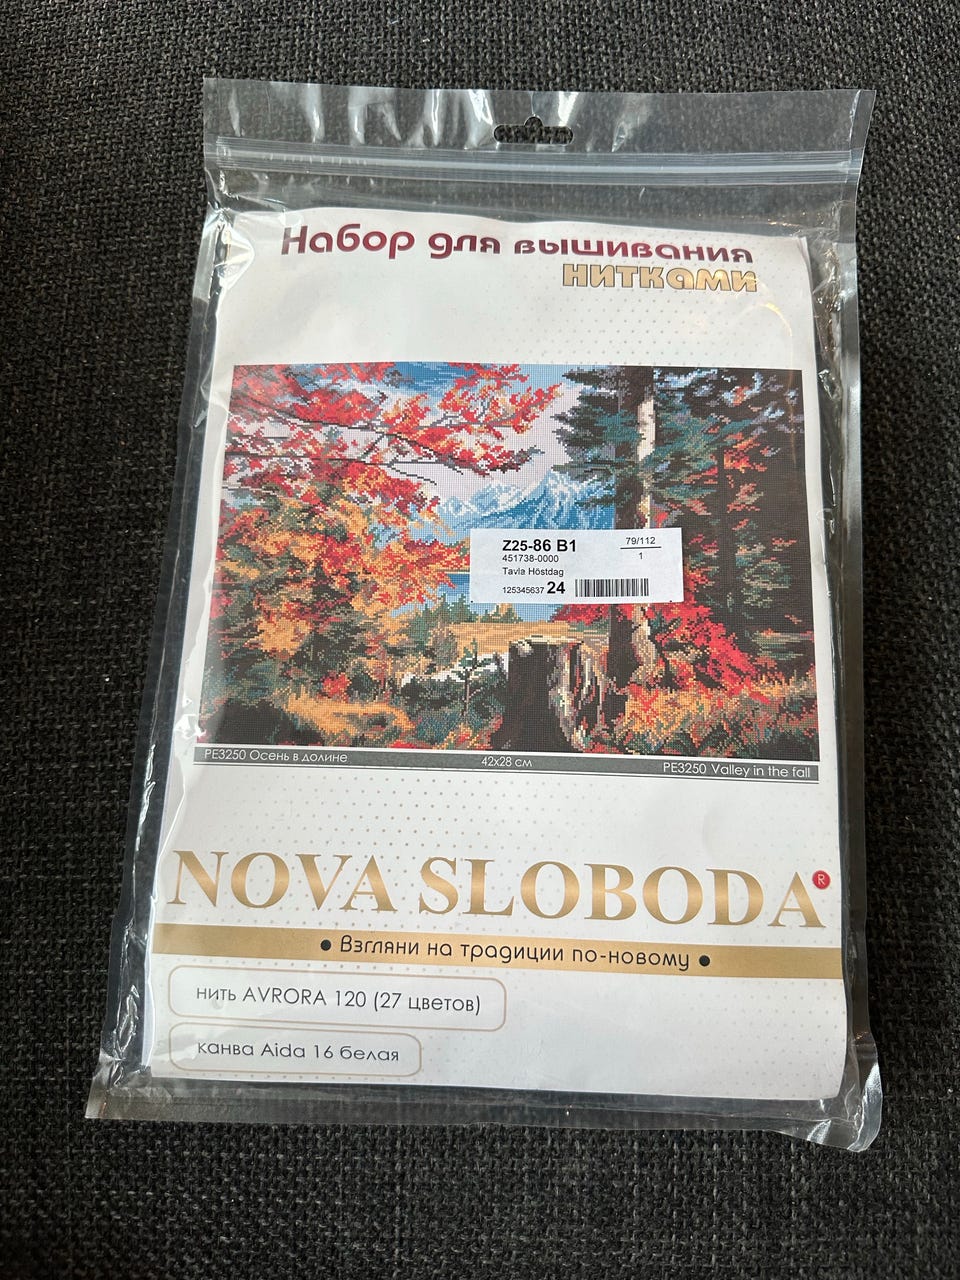 Набор для вышивания
нитками
Z25-86 B1
79/112
1
451738-0000
Tavla Höstdag
125345637 24
PE3250 Осень в долине
42x28 см
PE3250 Valley in the fall
NOVA SLOBODA®
• Взгляни на традиции по-новому •
нить AVRORA 120 (27 цветов)
канва Aida 16 белая